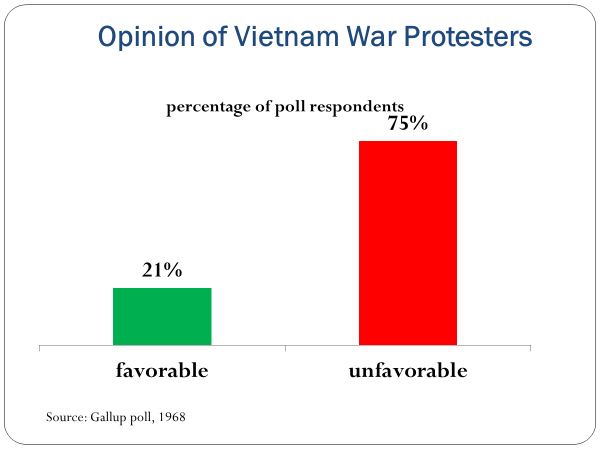 Opinion of Vietnam War Protesters
percentage of poll respondents
75%
21%
favorable unfavorable
Source: Gallup poll, 1968